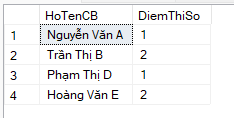 HoTenCB DiemThiSo
1 Nguyễn Văn A 1
2 Trần Thị B 2
3 Phạm Thị D 1
4 Hoàng Văn E 2